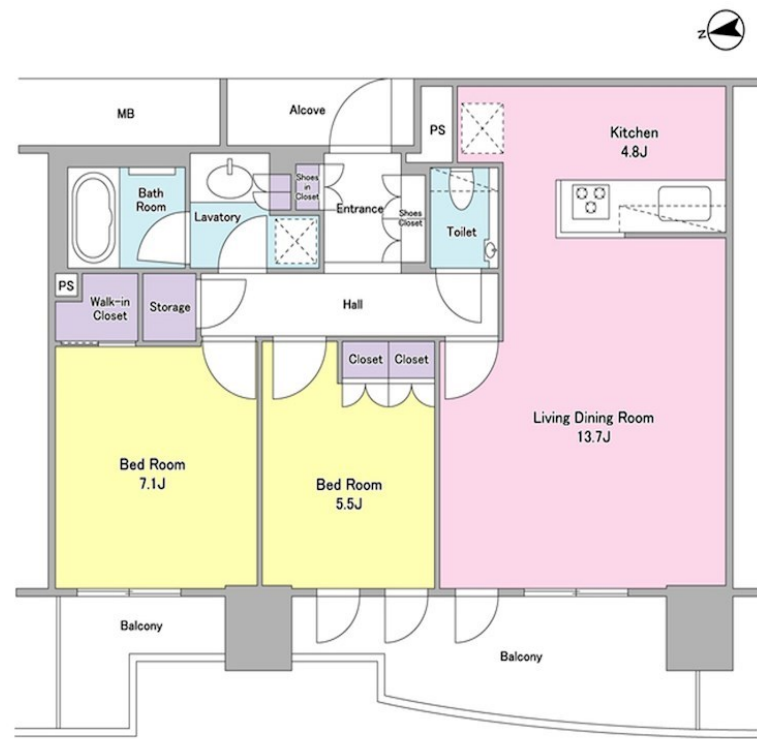 N
MB
Alcove
PS
Kitchen
4.8J
Bath
Room
Lavatory
Shoes
in
Closet
Entrance
Shoes
Closet
Toilet
PS
Walk-in
Closet
Storage
Hall
Closet
Closet
Living Dining Room
13.7J
Bed Room
7.1J
Bed Room
5.5J
Balcony
Balcony